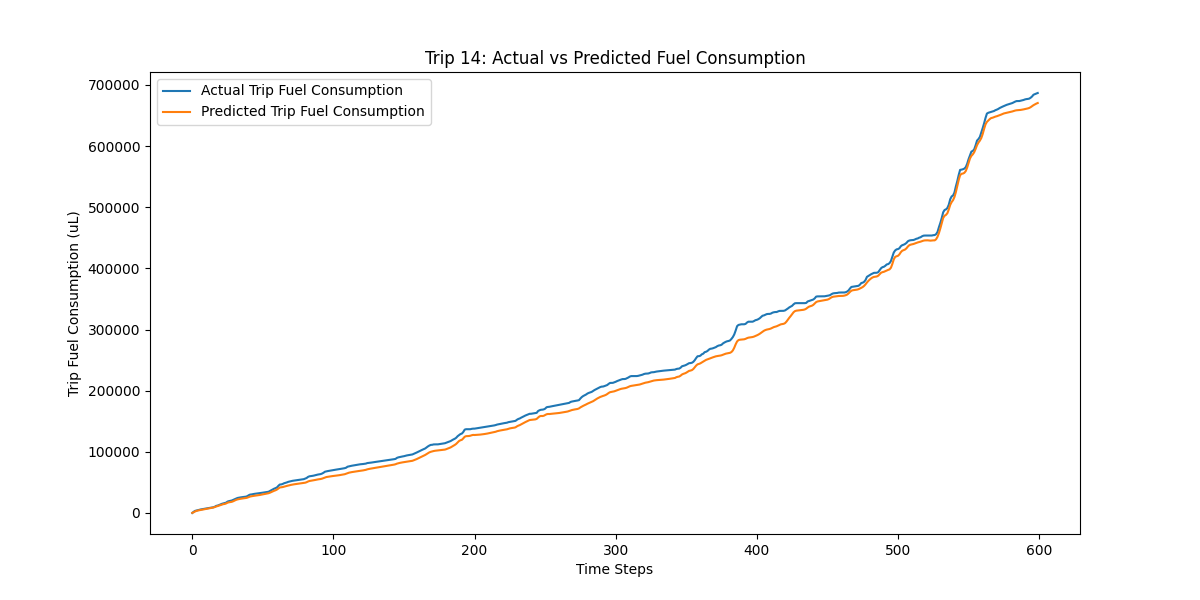 Trip 14: Actual vs Predicted Fuel Consumption
Actual Trip Fuel Consumption
Predicted Trip Fuel Consumption
Trip Fuel Consumption (uL)
700000
600000
500000
400000
300000
200000
100000
0
0 100 200 300 400 500 600
Time Steps